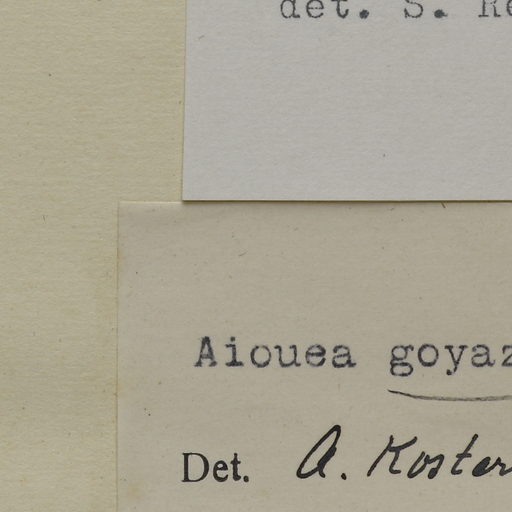 det. S. Re
Aiouea goyaz
Det. A. Koster